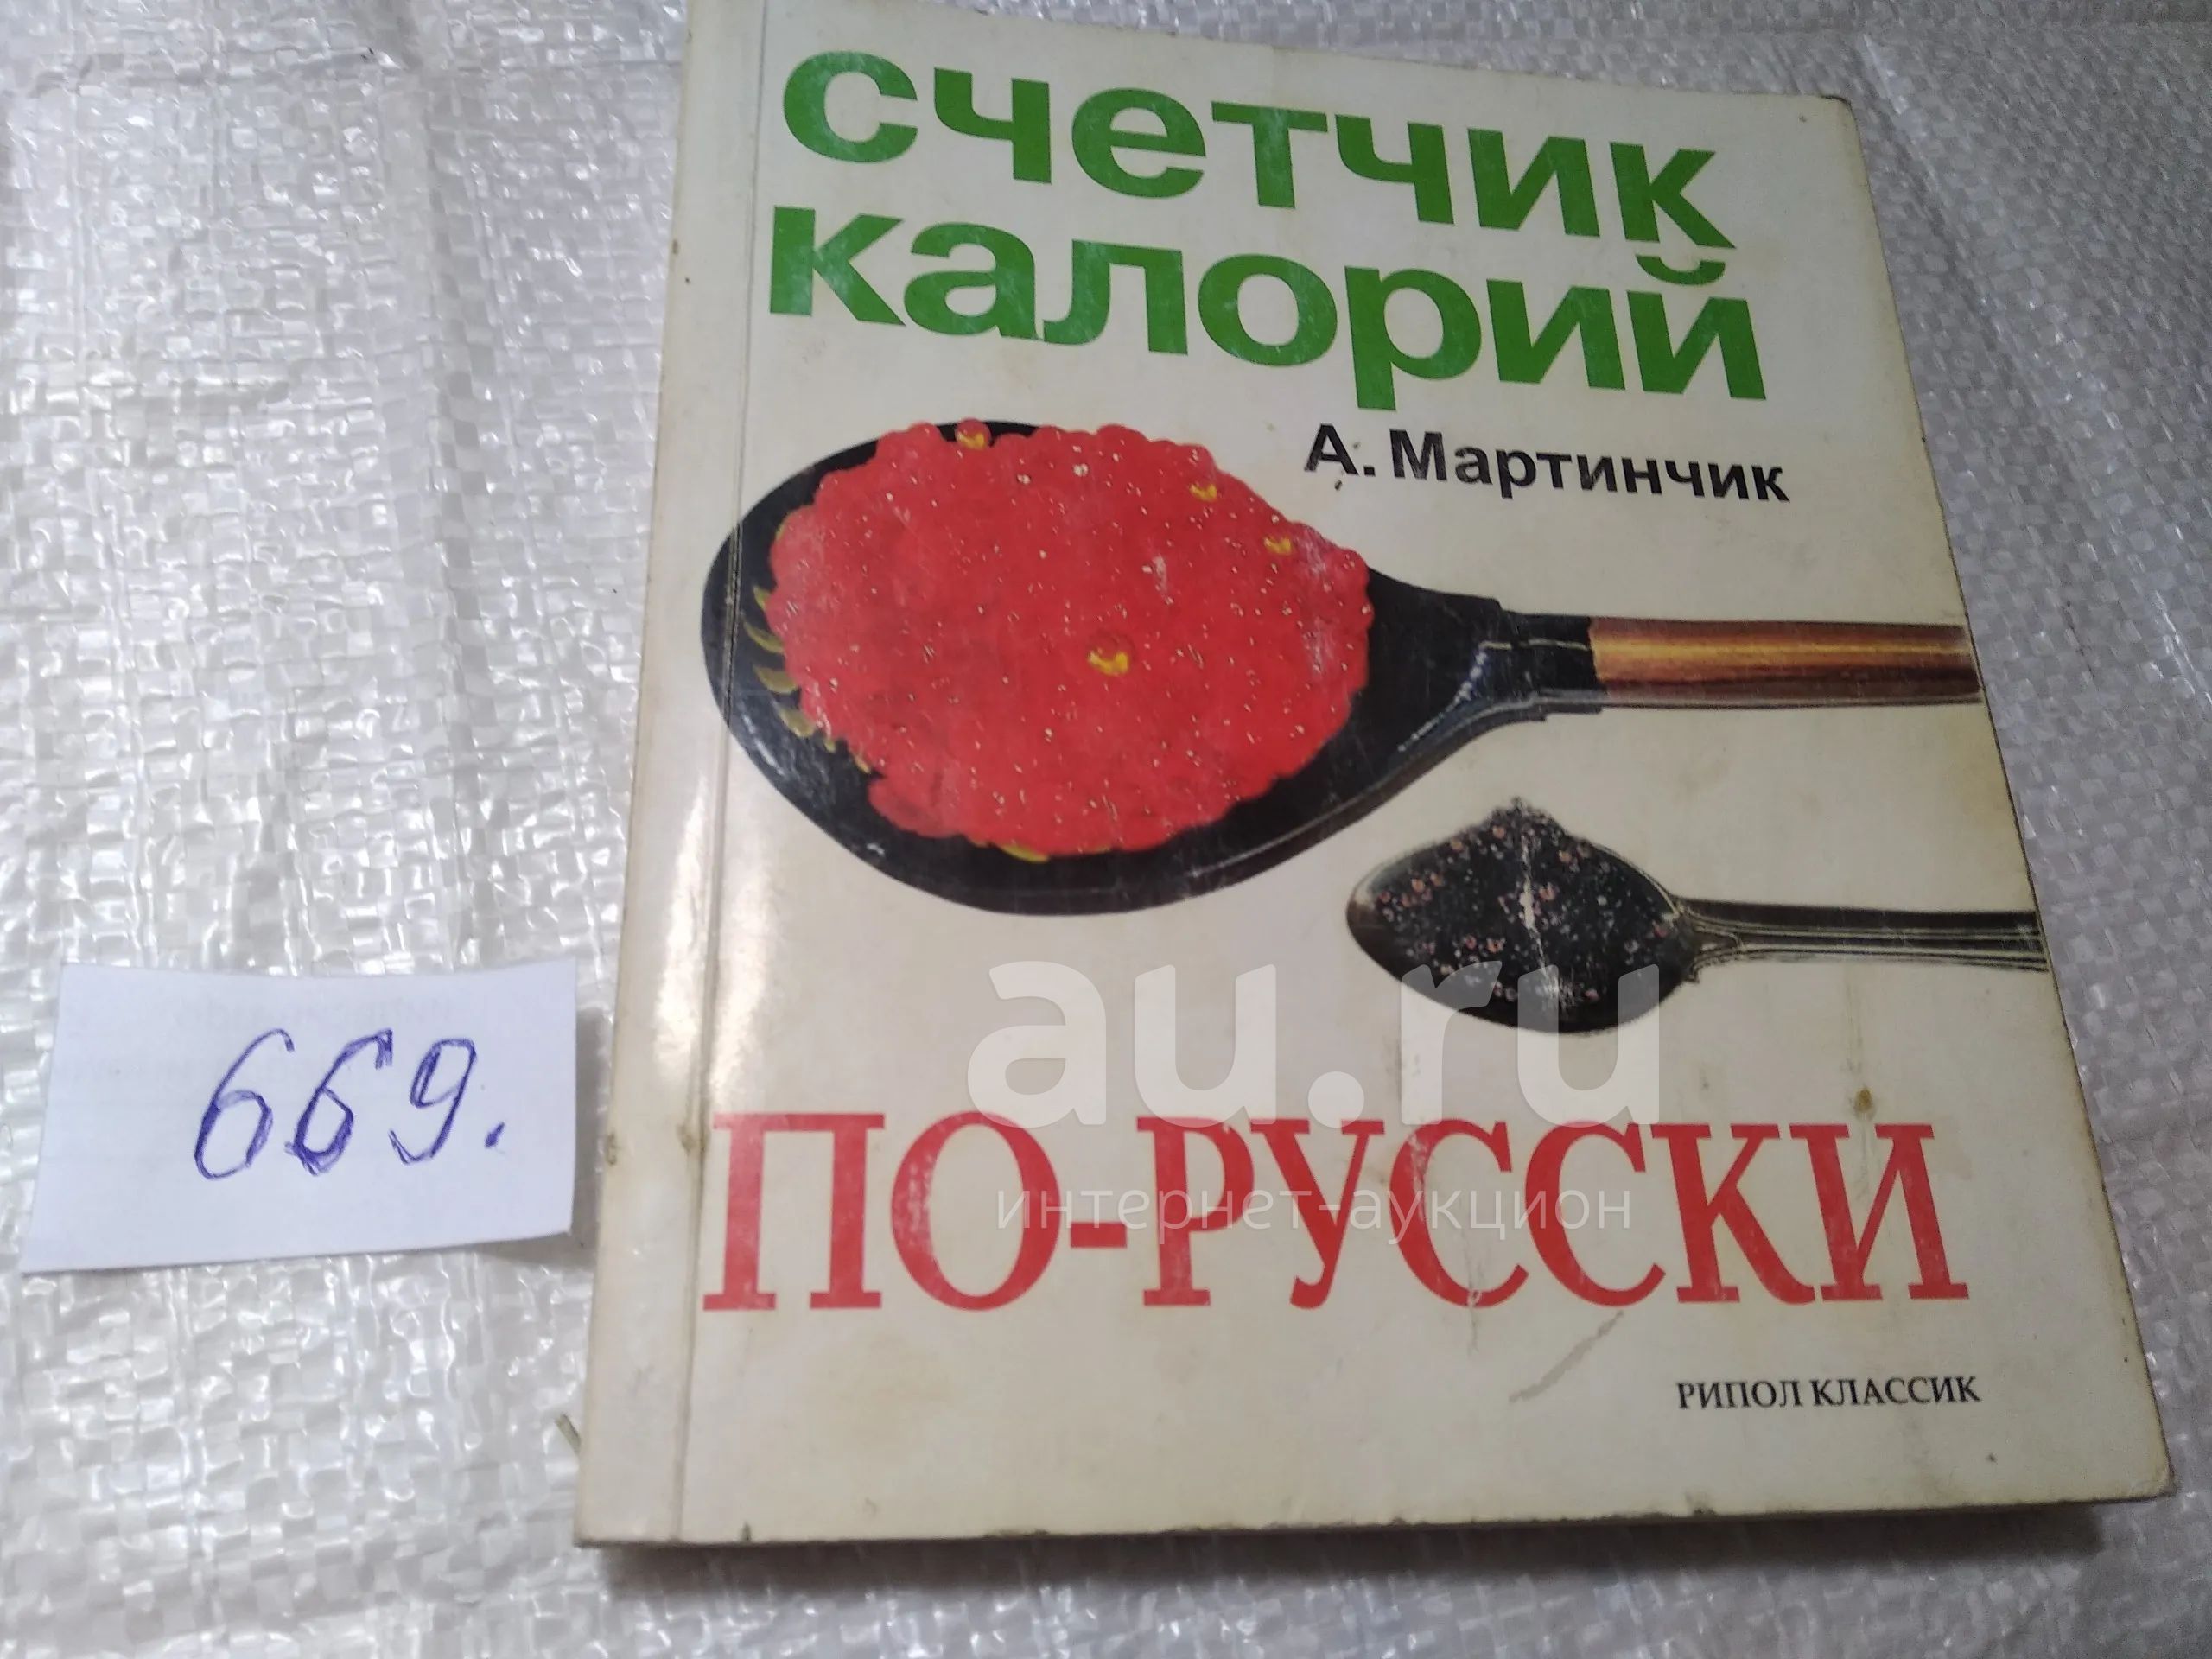 счетчик
калорий
А. Мартинчик
au.ru
ПО-РУССКИ
интернет-аукцион
РИПОЛ КЛАССИК
669.